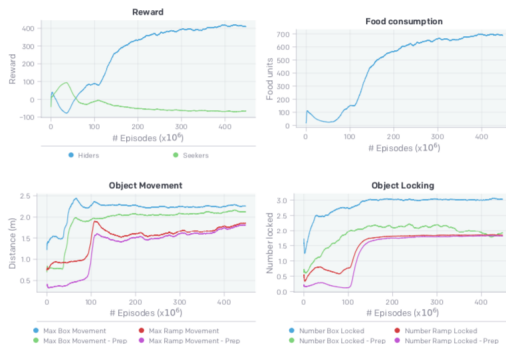 Reward
400
300
200
100
0
−100
0 100 200 300 400
Reward
# Episodes (x10⁶)
Hiders Seekers
Food consumption
700
600
500
400
300
200
100
0
0 100 200 300 400
Food units
# Episodes (x10⁶)
Object Movement
2.5
2.0
1.5
1.0
0.5
0 100 200 300 400
Distance (m)
# Episodes (x10⁶)
Max Box Movement Max Ramp Movement
Max Box Movement - Prep Max Ramp Movement - Prep
Object Locking
3.0
2.5
2.0
1.5
1.0
0.5
0.0
0 100 200 300 400
Number locked
# Episodes (x10⁶)
Number Box Locked Number Ramp Locked
Number Box Locked - Prep Number Ramp Locked - Prep